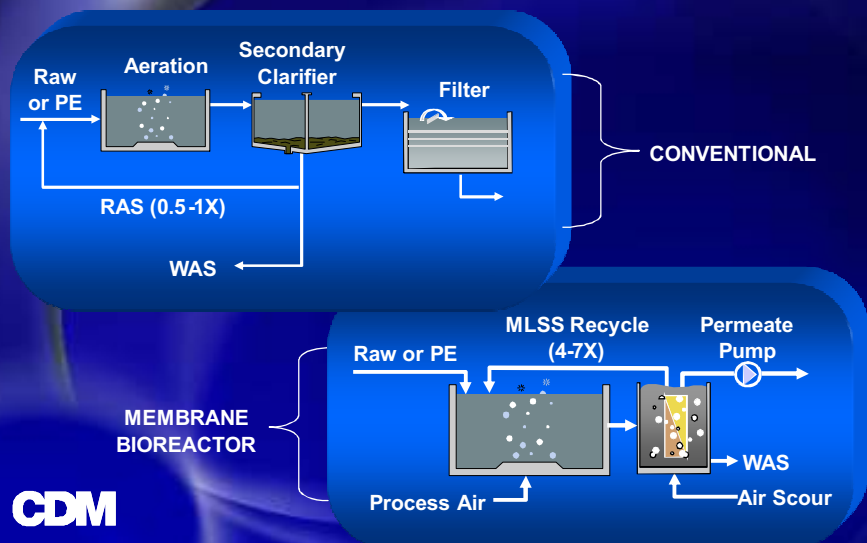 Raw
or PE
Aeration
Secondary
Clarifier
Filter
RAS (0.5-1X)
WAS
CONVENTIONAL
MLSS Recycle
(4-7X)
Permeate
Pump
Raw or PE
MEMBRANE
BIOREACTOR
WAS
Process Air
Air Scour
CDM